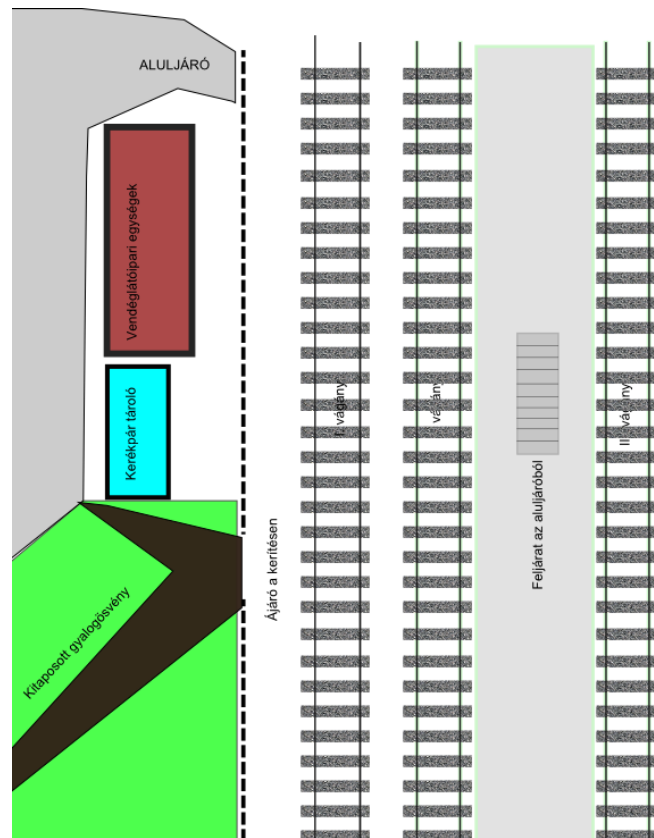 ALULJÁRÓ
Vendéglátóipari egységek
Kerékpár tároló
Kitaposott gyalogösvény
Ájáró a kerítésen
I. vágány
vágány
Feljárat az aluljáróból
vágány